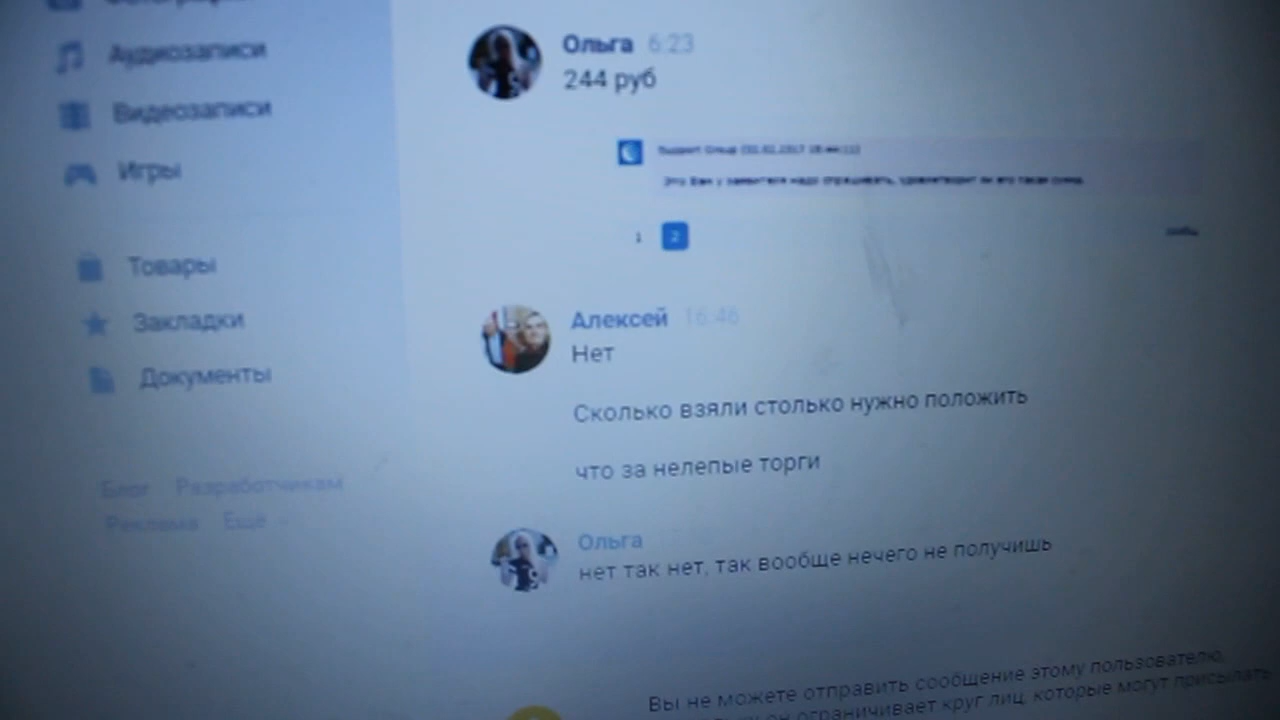 Аудиозаписи
Видеозаписи
Игры
Товары
Закладки
Документы
Блог Разработчикам
Реклама Ещё
Ольга 6:23
244 руб
1 2
Алексей 16:46
Нет
Сколько взяли столько нужно положить
что за нелепые торги
Ольга
нет так нет, так вообще нечего не получишь
Вы не можете отправить сообщение этому пользователю,
он ограничивает круг лиц, которые могут присылать